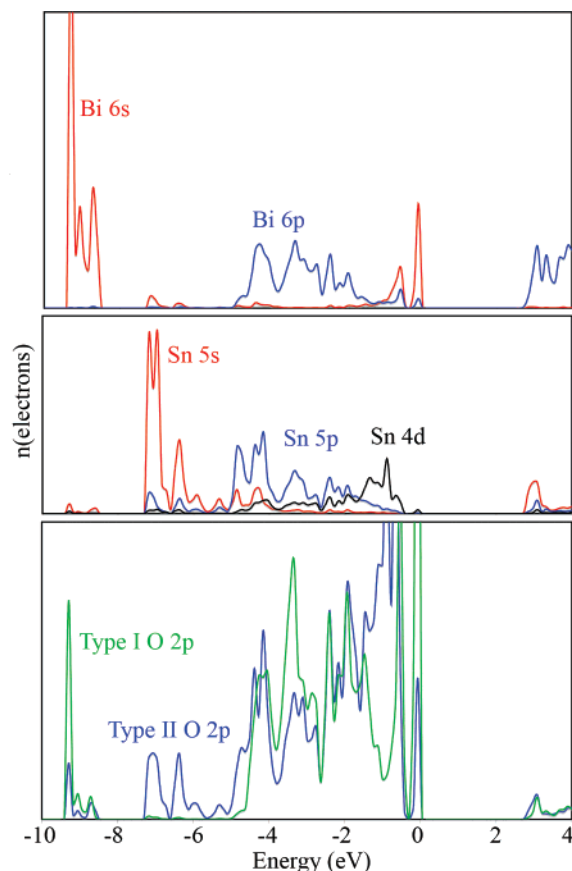 Bi 6s
Bi 6p
n(electrons)
Sn 5s
Sn 5p
Sn 4d
Type I O 2p
Type II O 2p
-10 -8 -6 -4 -2 0 2 4
Energy (eV)